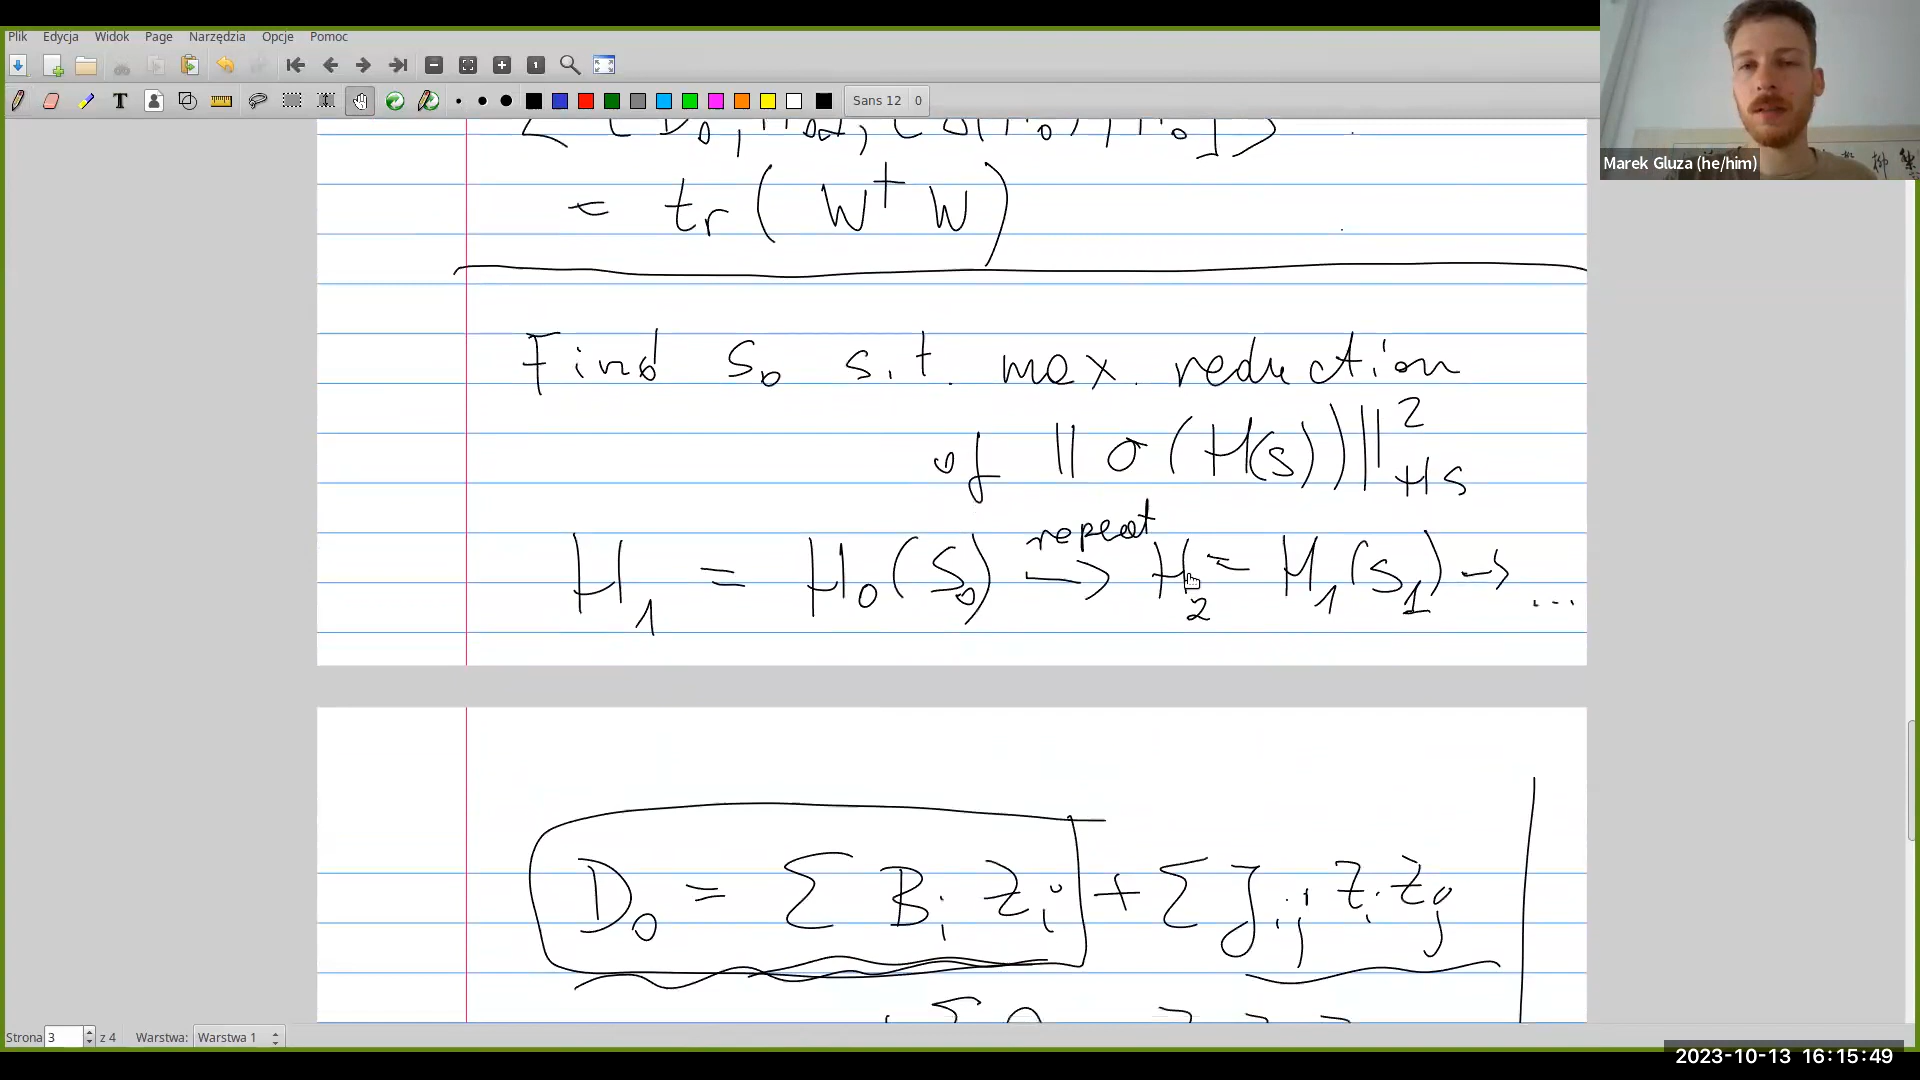 Plik Edycja Widok Page Narzędzia Opcje Pomoc
Sans 12 0
Marek Gluza (he/him)
= tr ( W† W )
Find S₀ s.t. max. reduction
of || σ (H(s)) ||²_HS
H₁ = H₀(S₀) repeat → H₂ = H₁(S₁) → ...
D₀ = Σ Bᵢ Zᵢ + Σ Jᵢⱼ Zᵢ Zⱼ
Strona 3 z 4 Warstwa: Warstwa 1
2023-10-13 16:15:49